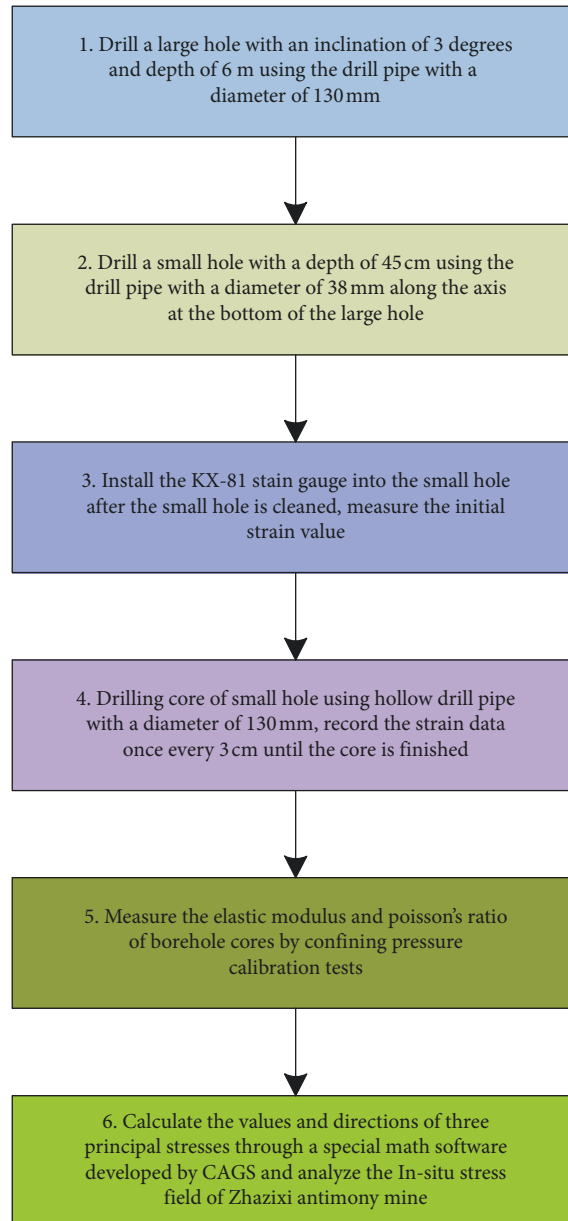 1. Drill a large hole with an inclination of 3 degrees
and depth of 6 m using the drill pipe with a
diameter of 130 mm
2. Drill a small hole with a depth of 45 cm using the
drill pipe with a diameter of 38 mm along the axis
at the bottom of the large hole
3. Install the KX-81 stain gauge into the small hole
after the small hole is cleaned, measure the initial
strain value
4. Drilling core of small hole using hollow drill pipe
with a diameter of 130 mm, record the strain data
once every 3 cm until the core is finished
5. Measure the elastic modulus and poisson's ratio
of borehole cores by confining pressure
calibration tests
6. Calculate the values and directions of three
principal stresses through a special math software
developed by CAGS and analyze the In-situ stress
field of Zhazixi antimony mine